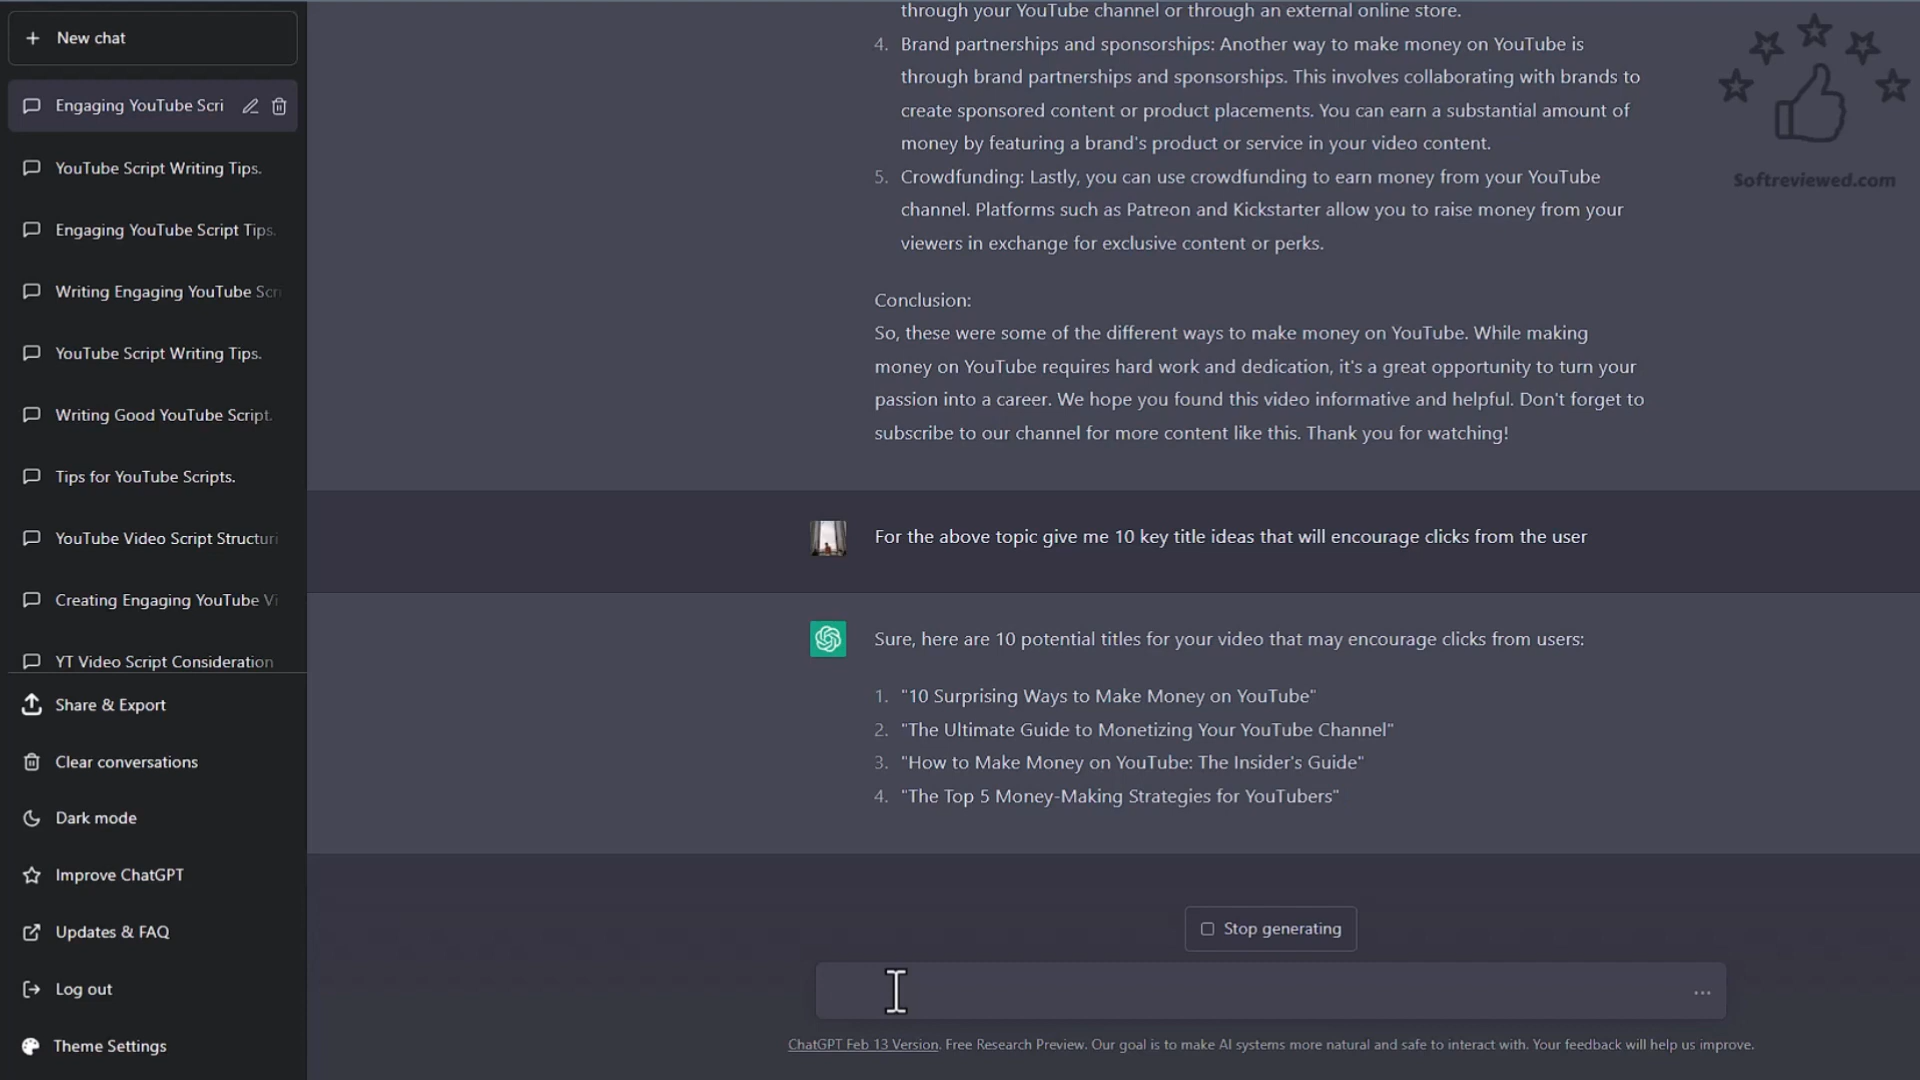 New chat
Engaging YouTube Scri
YouTube Script Writing Tips.
Engaging YouTube Script Tips.
Writing Engaging YouTube Scr
YouTube Script Writing Tips.
Writing Good YouTube Script.
Tips for YouTube Scripts.
YouTube Video Script Structuri
Creating Engaging YouTube Vi
YT Video Script Consideration
Share & Export
Clear conversations
Dark mode
Improve ChatGPT
Updates & FAQ
Log out
Theme Settings
through your YouTube channel or through an external online store.
4. Brand partnerships and sponsorships: Another way to make money on YouTube is
through brand partnerships and sponsorships. This involves collaborating with brands to
create sponsored content or product placements. You can earn a substantial amount of
money by featuring a brand's product or service in your video content.
5. Crowdfunding: Lastly, you can use crowdfunding to earn money from your YouTube
channel. Platforms such as Patreon and Kickstarter allow you to raise money from your
viewers in exchange for exclusive content or perks.
Conclusion:
So, these were some of the different ways to make money on YouTube. While making
money on YouTube requires hard work and dedication, it's a great opportunity to turn your
passion into a career. We hope you found this video informative and helpful. Don't forget to
subscribe to our channel for more content like this. Thank you for watching!
For the above topic give me 10 key title ideas that will encourage clicks from the user
Sure, here are 10 potential titles for your video that may encourage clicks from users:
1. "10 Surprising Ways to Make Money on YouTube"
2. "The Ultimate Guide to Monetizing Your YouTube Channel"
3. "How to Make Money on YouTube: The Insider's Guide"
4. "The Top 5 Money-Making Strategies for YouTubers"
Stop generating
ChatGPT Feb 13 Version. Free Research Preview. Our goal is to make AI systems more natural and safe to interact with. Your feedback will help us improve.
Softreviewed.com